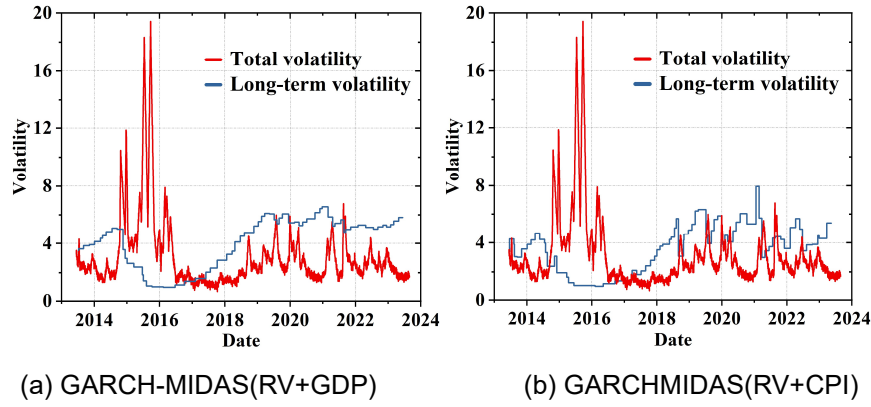 20
16
12
8
4
0
Volatility
Total volatility
Long-term volatility
2014 2016 2018 2020 2022 2024
Date
(a) GARCH-MIDAS(RV+GDP)
20
16
12
8
4
0
Volatility
Total volatility
Long-term volatility
2014 2016 2018 2020 2022 2024
Date
(b) GARCHMIDAS(RV+CPI)